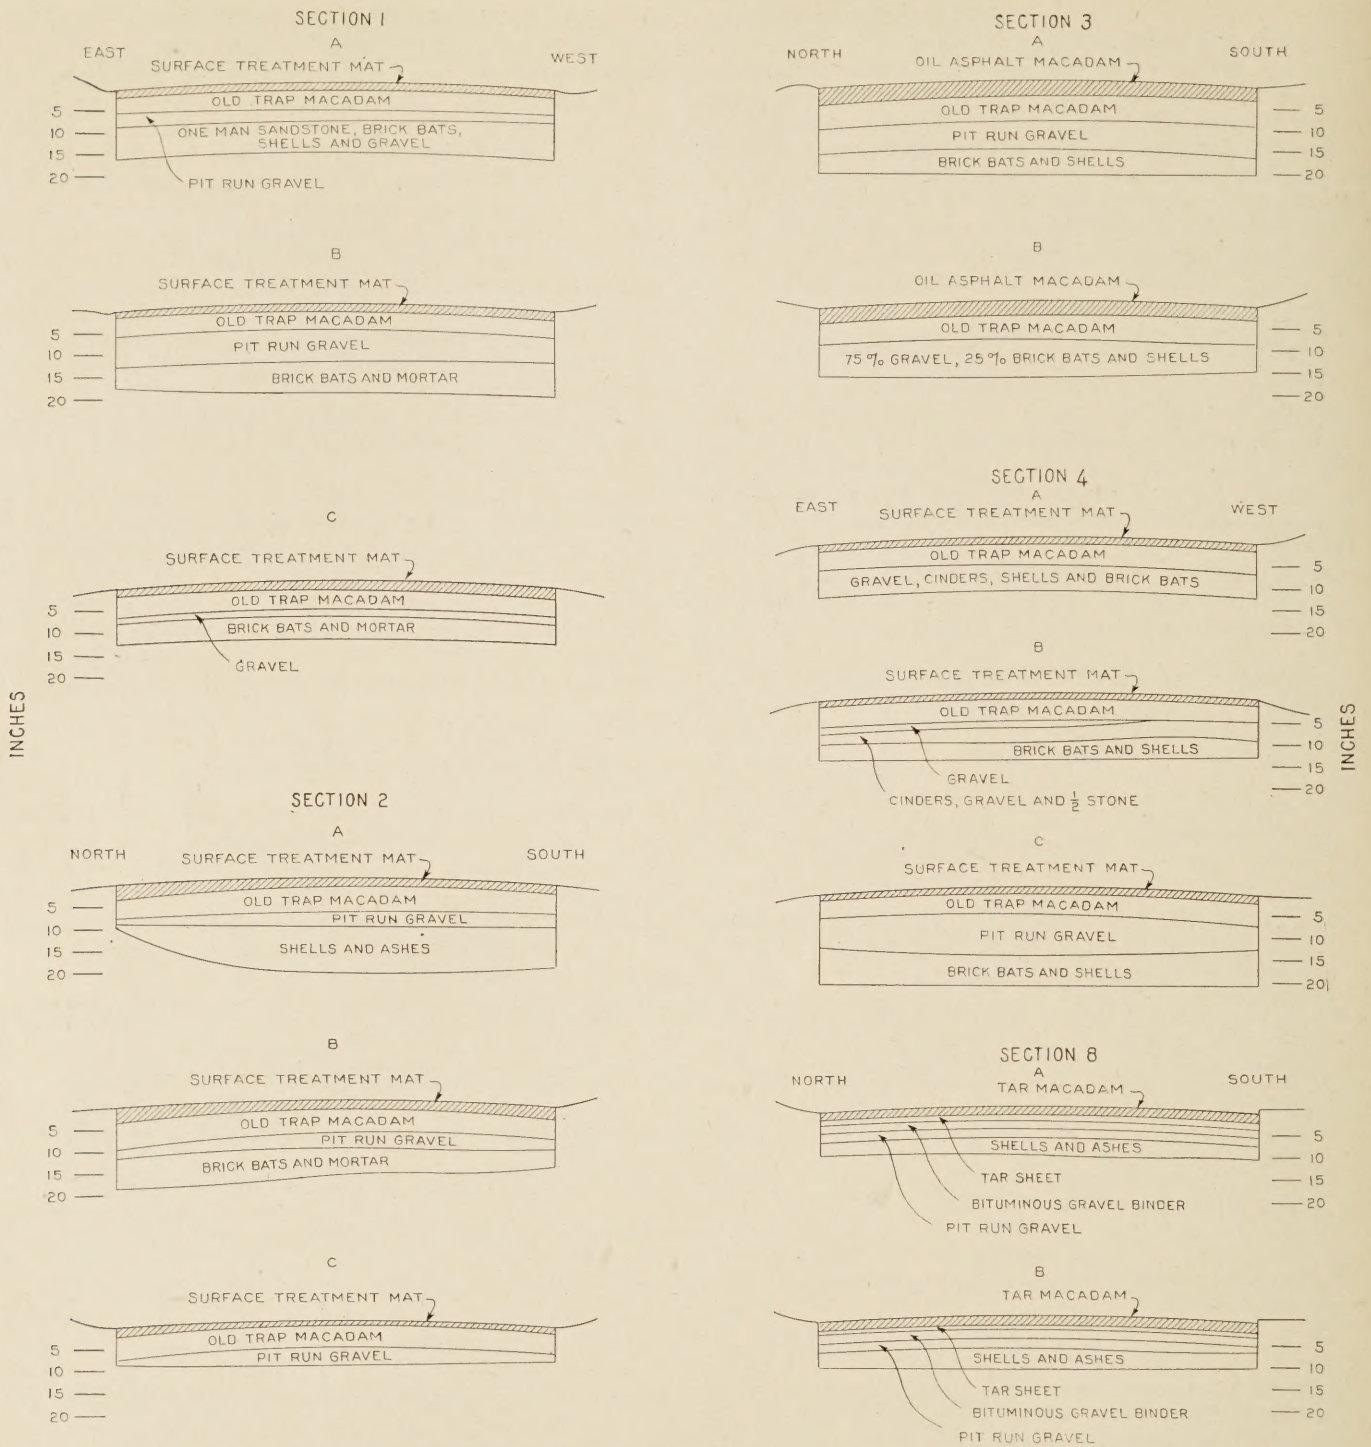 SECTION 1
A
EAST
WEST
SURFACE TREATMENT MAT
OLD TRAP MACADAM
ONE MAN SANDSTONE, BRICK BATS,
SHELLS AND GRAVEL
PIT RUN GRAVEL
5
10
15
20
B
SURFACE TREATMENT MAT
OLD TRAP MACADAM
PIT RUN GRAVEL
BRICK BATS AND MORTAR
5
10
15
20
C
SURFACE TREATMENT MAT
OLD TRAP MACADAM
BRICK BATS AND MORTAR
GRAVEL
5
10
15
20
INCHES
SECTION 2
A
NORTH
SOUTH
SURFACE TREATMENT MAT
OLD TRAP MACADAM
PIT RUN GRAVEL
SHELLS AND ASHES
5
10
15
20
B
SURFACE TREATMENT MAT
OLD TRAP MACADAM
PIT RUN GRAVEL
BRICK BATS AND MORTAR
5
10
15
20
C
SURFACE TREATMENT MAT
OLD TRAP MACADAM
PIT RUN GRAVEL
5
10
15
20
SECTION 3
A
NORTH
SOUTH
OIL ASPHALT MACADAM
OLD TRAP MACADAM
PIT RUN GRAVEL
BRICK BATS AND SHELLS
5
10
15
20
B
OIL ASPHALT MACADAM
OLD TRAP MACADAM
75% GRAVEL, 25% BRICK BATS AND SHELLS
5
10
15
20
SECTION 4
A
EAST
WEST
SURFACE TREATMENT MAT
OLD TRAP MACADAM
GRAVEL, CINDERS, SHELLS AND BRICK BATS
5
10
15
20
B
SURFACE TREATMENT MAT
OLD TRAP MACADAM
BRICK BATS AND SHELLS
GRAVEL
CINDERS, GRAVEL AND ½ STONE
5
10
15
20
INCHES
C
SURFACE TREATMENT MAT
OLD TRAP MACADAM
PIT RUN GRAVEL
BRICK BATS AND SHELLS
5
10
15
20
SECTION 8
A
NORTH
SOUTH
TAR MACADAM
SHELLS AND ASHES
TAR SHEET
BITUMINOUS GRAVEL BINDER
PIT RUN GRAVEL
5
10
15
20
B
TAR MACADAM
SHELLS AND ASHES
TAR SHEET
BITUMINOUS GRAVEL BINDER
PIT RUN GRAVEL
5
10
15
20